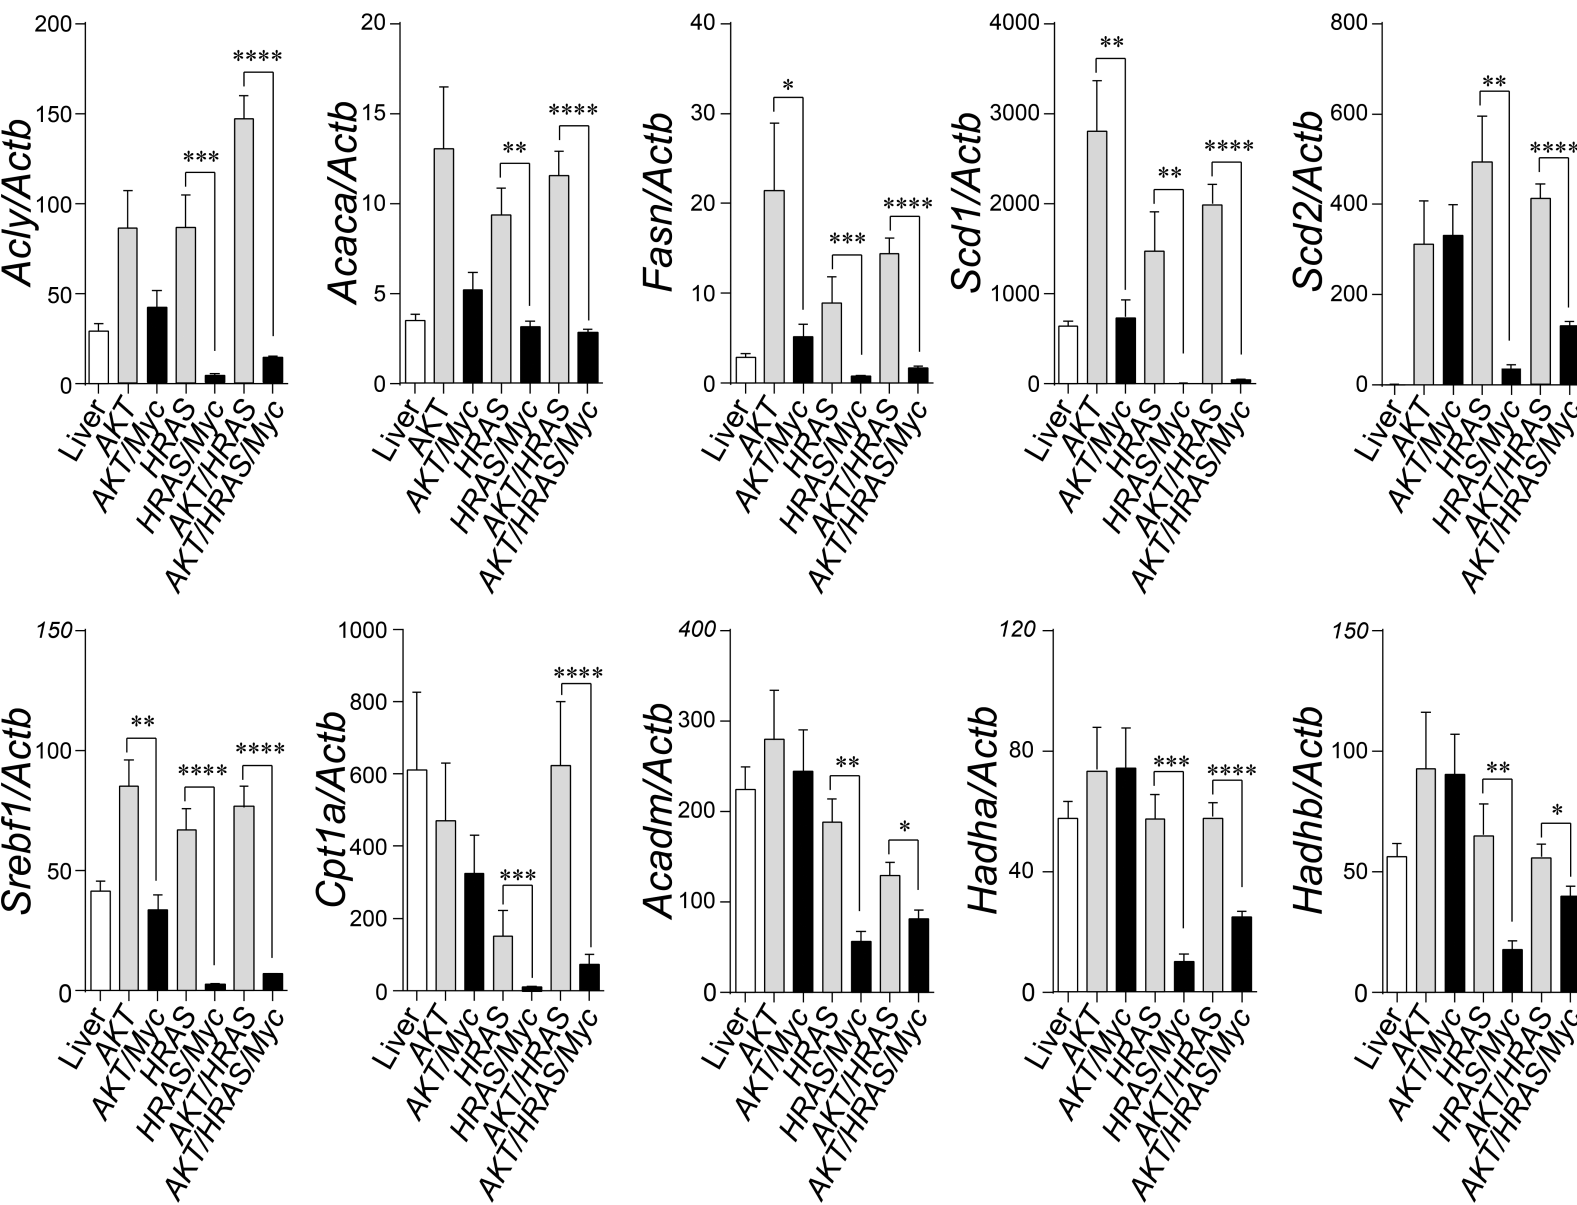 Acly/Actb
200
150
100
50
0
***
****
Liver
AKT
AKT/Myc
HRAS
HRAS/Myc
AKT/HRAS
AKT/HRAS/Myc
Acaca/Actb
20
15
10
5
0
**
****
Liver
AKT
AKT/Myc
HRAS
HRAS/Myc
AKT/HRAS
AKT/HRAS/Myc
Fasn/Actb
40
30
20
10
0
*
***
****
Liver
AKT
AKT/Myc
HRAS
HRAS/Myc
AKT/HRAS
AKT/HRAS/Myc
Scd1/Actb
4000
3000
2000
1000
0
**
**
****
Liver
AKT
AKT/Myc
HRAS
HRAS/Myc
AKT/HRAS
AKT/HRAS/Myc
Scd2/Actb
800
600
400
200
0
**
****
Liver
AKT
AKT/Myc
HRAS
HRAS/Myc
AKT/HRAS
AKT/HRAS/Myc
Srebf1/Actb
150
100
50
0
**
****
****
Liver
AKT
AKT/Myc
HRAS
HRAS/Myc
AKT/HRAS
AKT/HRAS/Myc
Cpt1a/Actb
1000
800
600
400
200
0
***
****
Liver
AKT
AKT/Myc
HRAS
HRAS/Myc
AKT/HRAS
AKT/HRAS/Myc
Acadm/Actb
400
300
200
100
0
**
*
Liver
AKT
AKT/Myc
HRAS
HRAS/Myc
AKT/HRAS
AKT/HRAS/Myc
Hadha/Actb
120
80
40
0
***
****
Liver
AKT
AKT/Myc
HRAS
HRAS/Myc
AKT/HRAS
AKT/HRAS/Myc
Hadhb/Actb
150
100
50
0
**
*
Liver
AKT
AKT/Myc
HRAS
HRAS/Myc
AKT/HRAS
AKT/HRAS/Myc